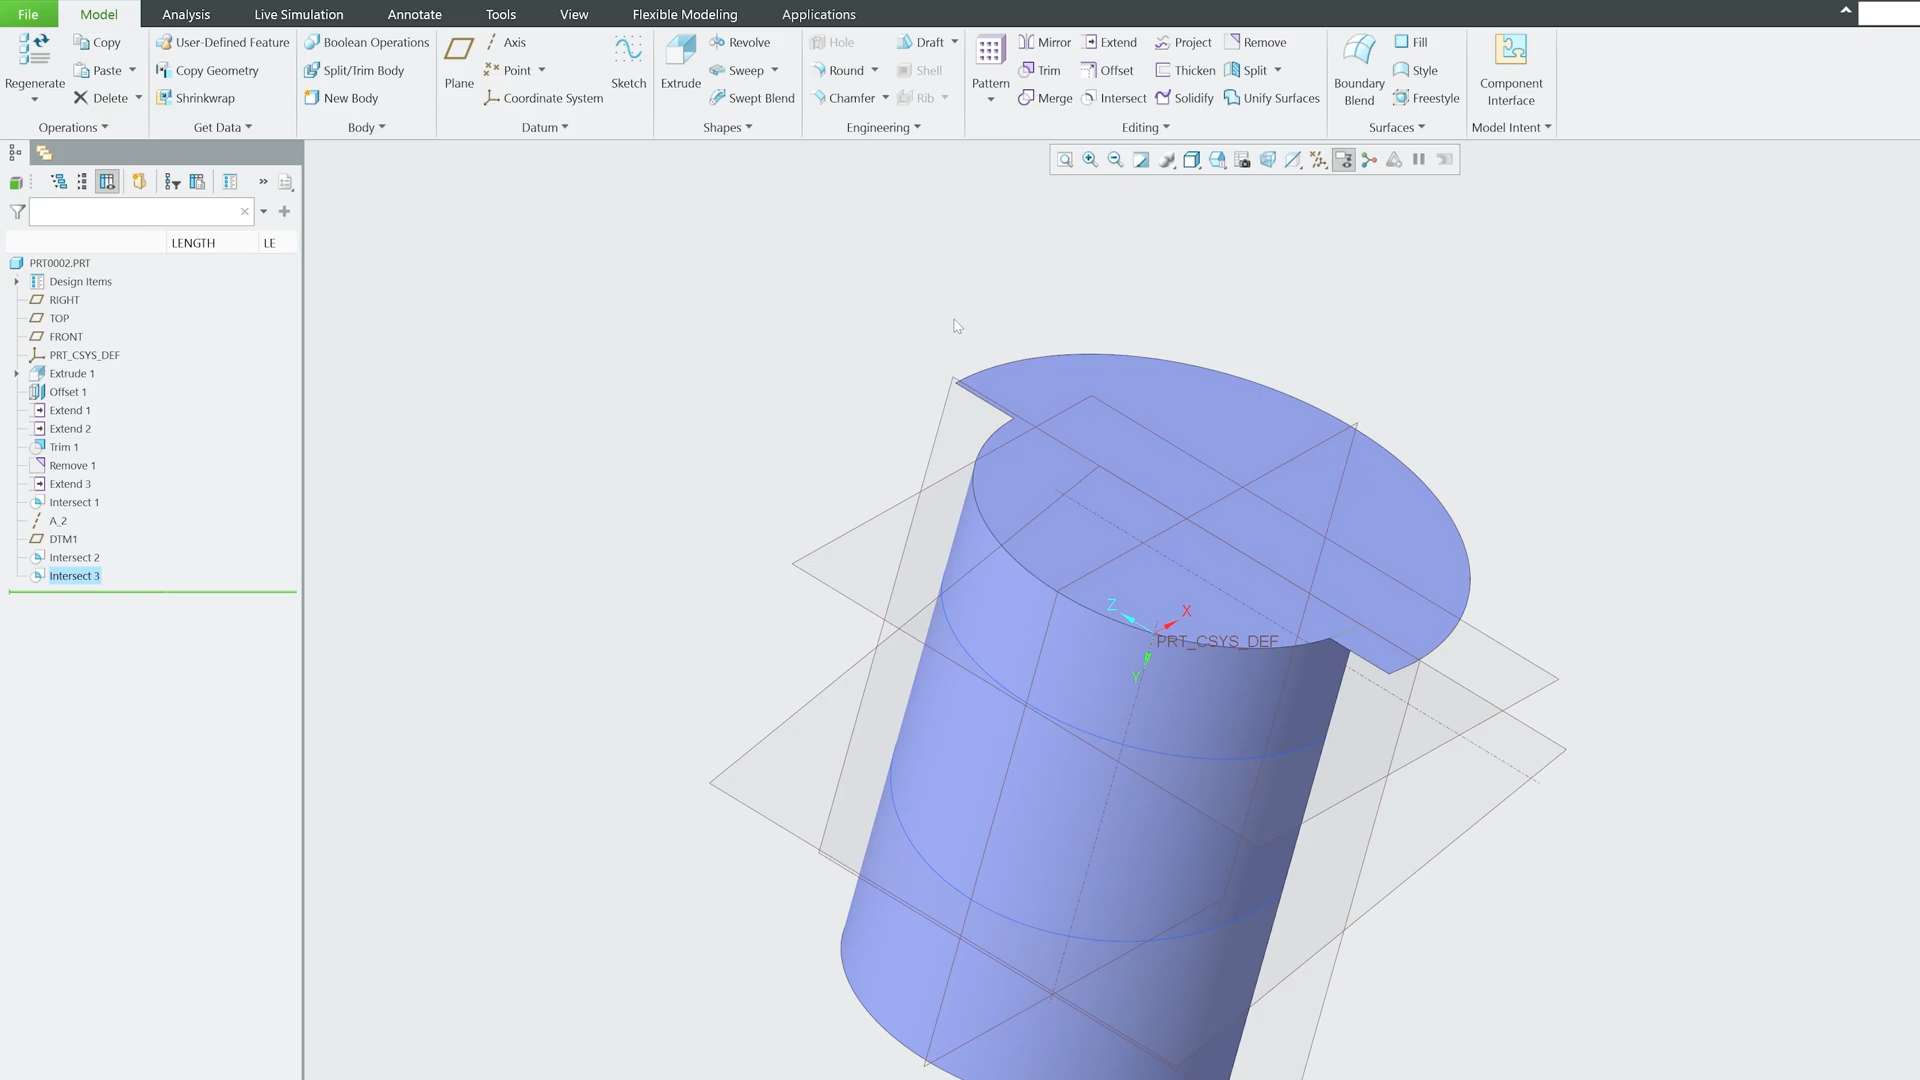 File Model Analysis Live Simulation Annotate Tools View Flexible Modeling Applications
Regenerate
Copy
Paste
Delete
Operations
User-Defined Feature
Copy Geometry
Shrinkwrap
Get Data
Boolean Operations
Split/Trim Body
New Body
Body
Plane
Axis
Point
Coordinate System
Sketch
Datum
Extrude
Revolve
Sweep
Swept Blend
Shapes
Hole
Round
Chamfer
Draft
Shell
Rib
Engineering
Pattern
Mirror
Trim
Merge
Extend
Offset
Intersect
Project
Thicken
Solidify
Remove
Split
Unify Surfaces
Editing
Boundary
Blend
Fill
Style
Freestyle
Surfaces
Component
Interface
Model Intent
LENGTH LE
PRT0002.PRT
Design Items
RIGHT
TOP
FRONT
PRT_CSYS_DEF
Extrude 1
Offset 1
Extend 1
Extend 2
Trim 1
Remove 1
Extend 3
Intersect 1
A_2
DTM1
Intersect 2
Intersect 3
Z
X
PRT_CSYS_DEF
Y